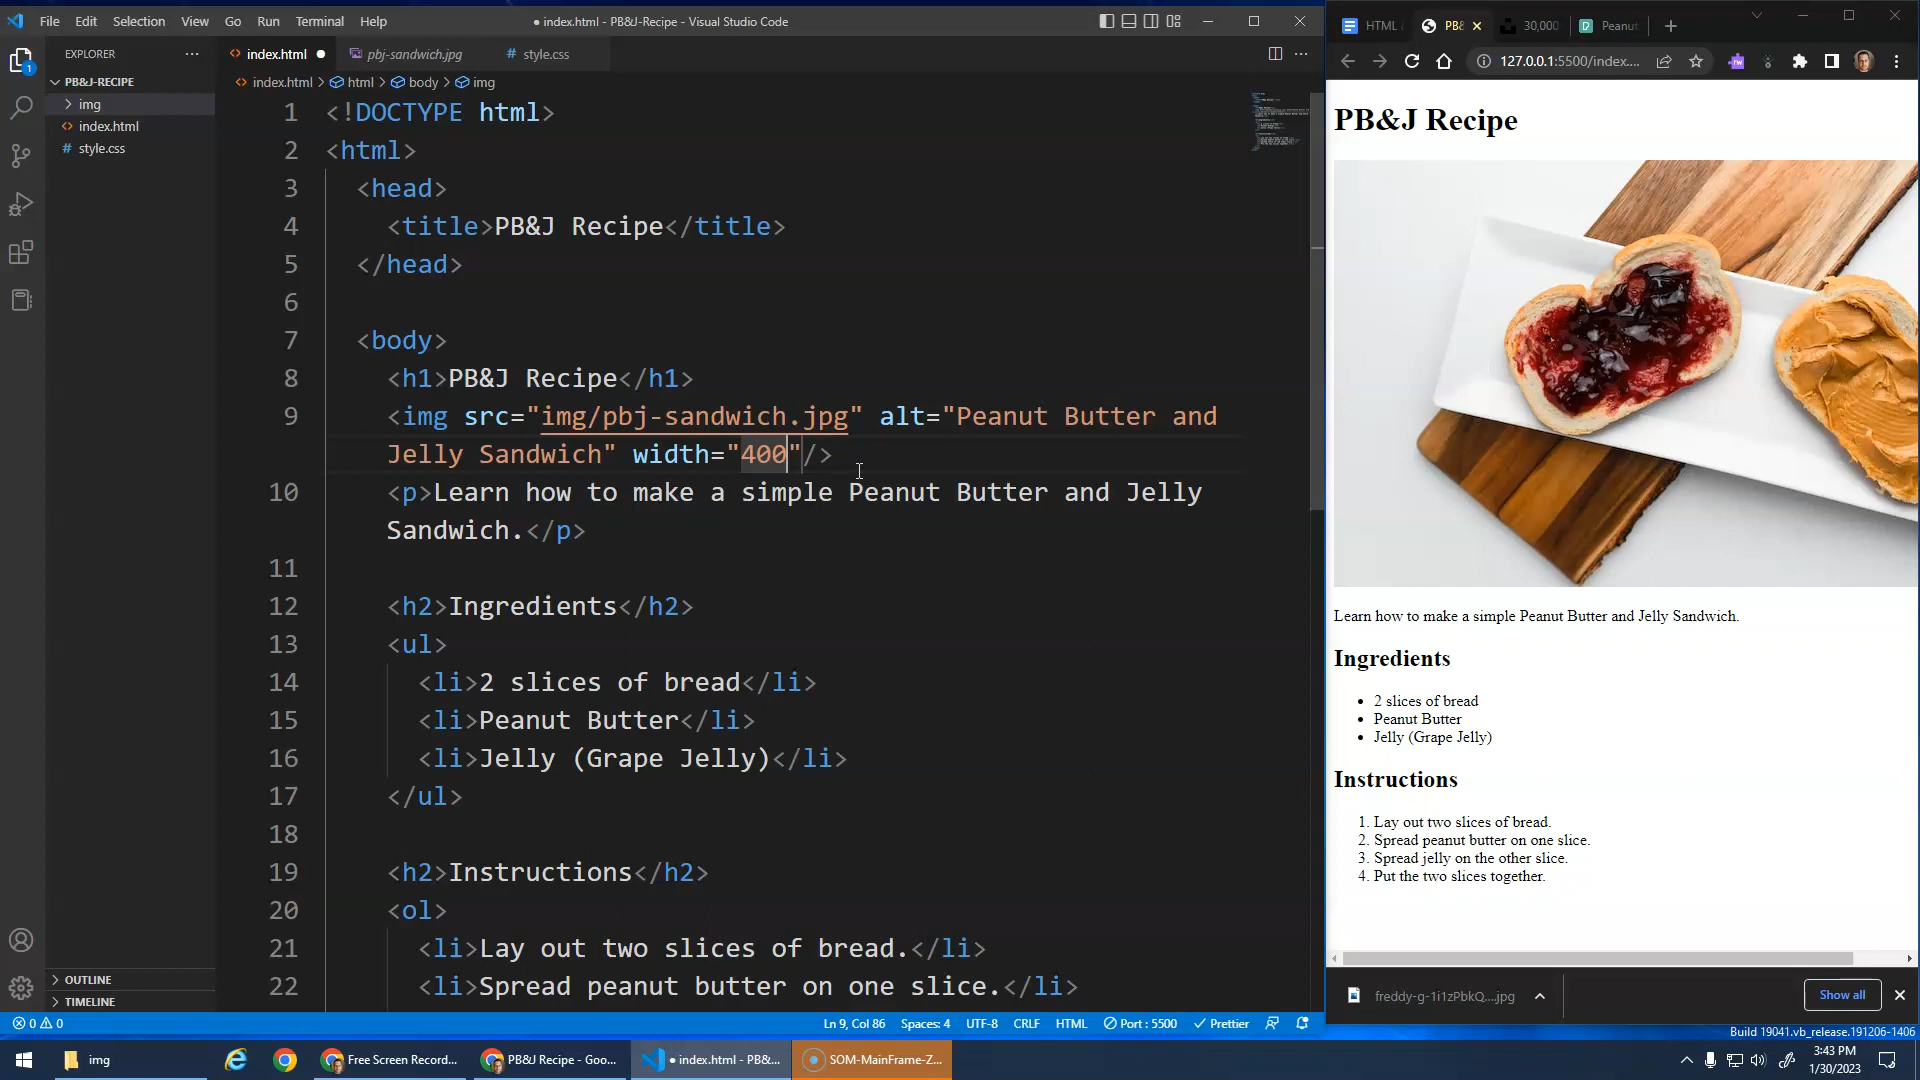 File Edit Selection View Go Run Terminal Help
● index.html - PB&J-Recipe - Visual Studio Code
EXPLORER
PB&J-RECIPE
img
index.html
style.css
OUTLINE
TIMELINE
index.html ●
pbj-sandwich.jpg
style.css
index.html > html > body > img
1 <!DOCTYPE html>
2 <html>
3 <head>
4 <title>PB&J Recipe</title>
5 </head>
6
7 <body>
8 <h1>PB&J Recipe</h1>
9 <img src="img/pbj-sandwich.jpg" alt="Peanut Butter and
Jelly Sandwich" width="400"/>
10 <p>Learn how to make a simple Peanut Butter and Jelly
Sandwich.</p>
11
12 <h2>Ingredients</h2>
13 <ul>
14 <li>2 slices of bread</li>
15 <li>Peanut Butter</li>
16 <li>Jelly (Grape Jelly)</li>
17 </ul>
18
19 <h2>Instructions</h2>
20 <ol>
21 <li>Lay out two slices of bread.</li>
22 <li>Spread peanut butter on one slice.</li>
0 0
Ln 9, Col 86 Spaces: 4 UTF-8 CRLF HTML Port : 5500 Prettier
HTML
PB&
30,000
Peanut
127.0.0.1:5500/index....
PB&J Recipe
Learn how to make a simple Peanut Butter and Jelly Sandwich.
Ingredients
• 2 slices of bread
• Peanut Butter
• Jelly (Grape Jelly)
Instructions
1. Lay out two slices of bread.
2. Spread peanut butter on one slice.
3. Spread jelly on the other slice.
4. Put the two slices together.
freddy-g-1i1zPbkQ....jpg
Show all
Build 19041.vb_release.191206-1406
img
Free Screen Record...
PB&J Recipe - Goo...
● index.html - PB&...
SOM-MainFrame-Z...
3:43 PM
1/30/2023